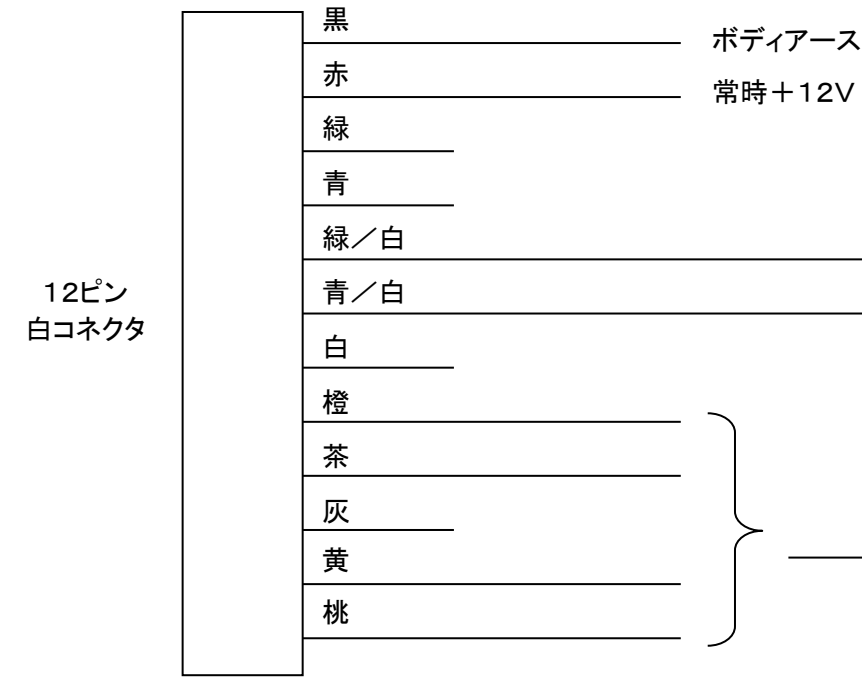 黒
ボディアース
赤
常時＋１２Ｖ
緑
青
緑／白
青／白
１２ピン
白コネクタ
白
橙
茶
灰
黄
桃